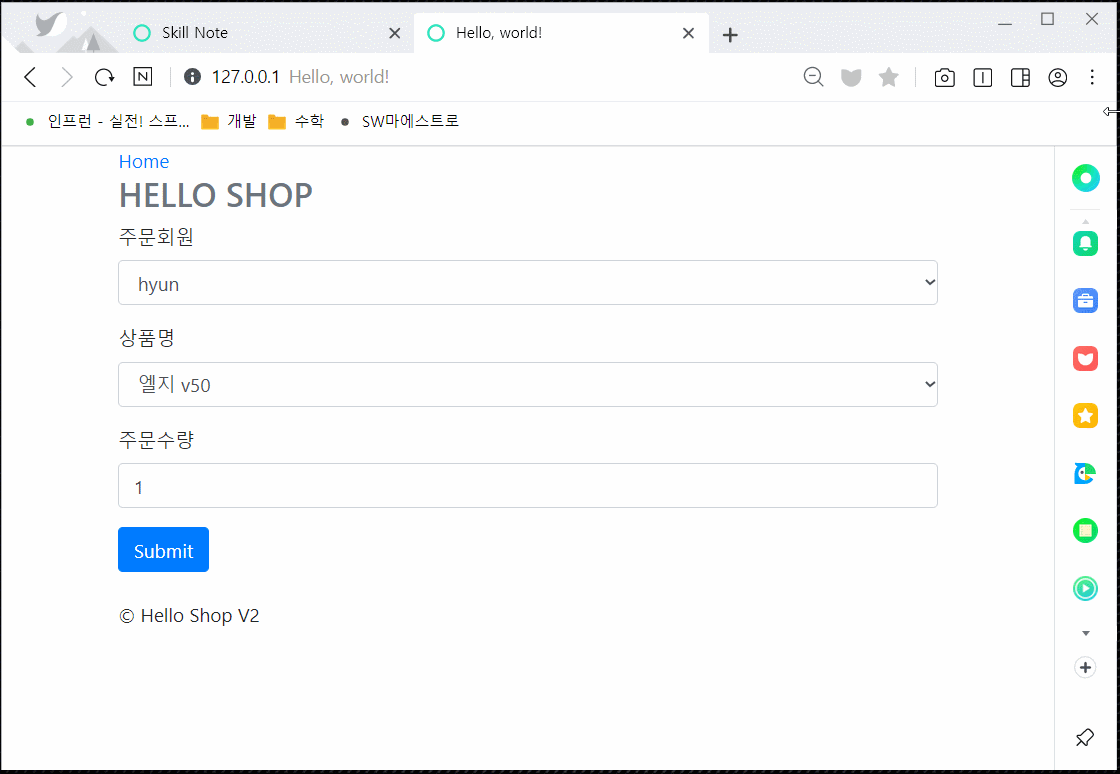 Skill Note
Hello, world!
N
127.0.0.1 Hello, world!
인프런 - 실전! 스프... 개발 수학 SW마에스트로
Home
HELLO SHOP
주문회원
hyun
상품명
엘지 v50
주문수량
1
Submit
© Hello Shop V2